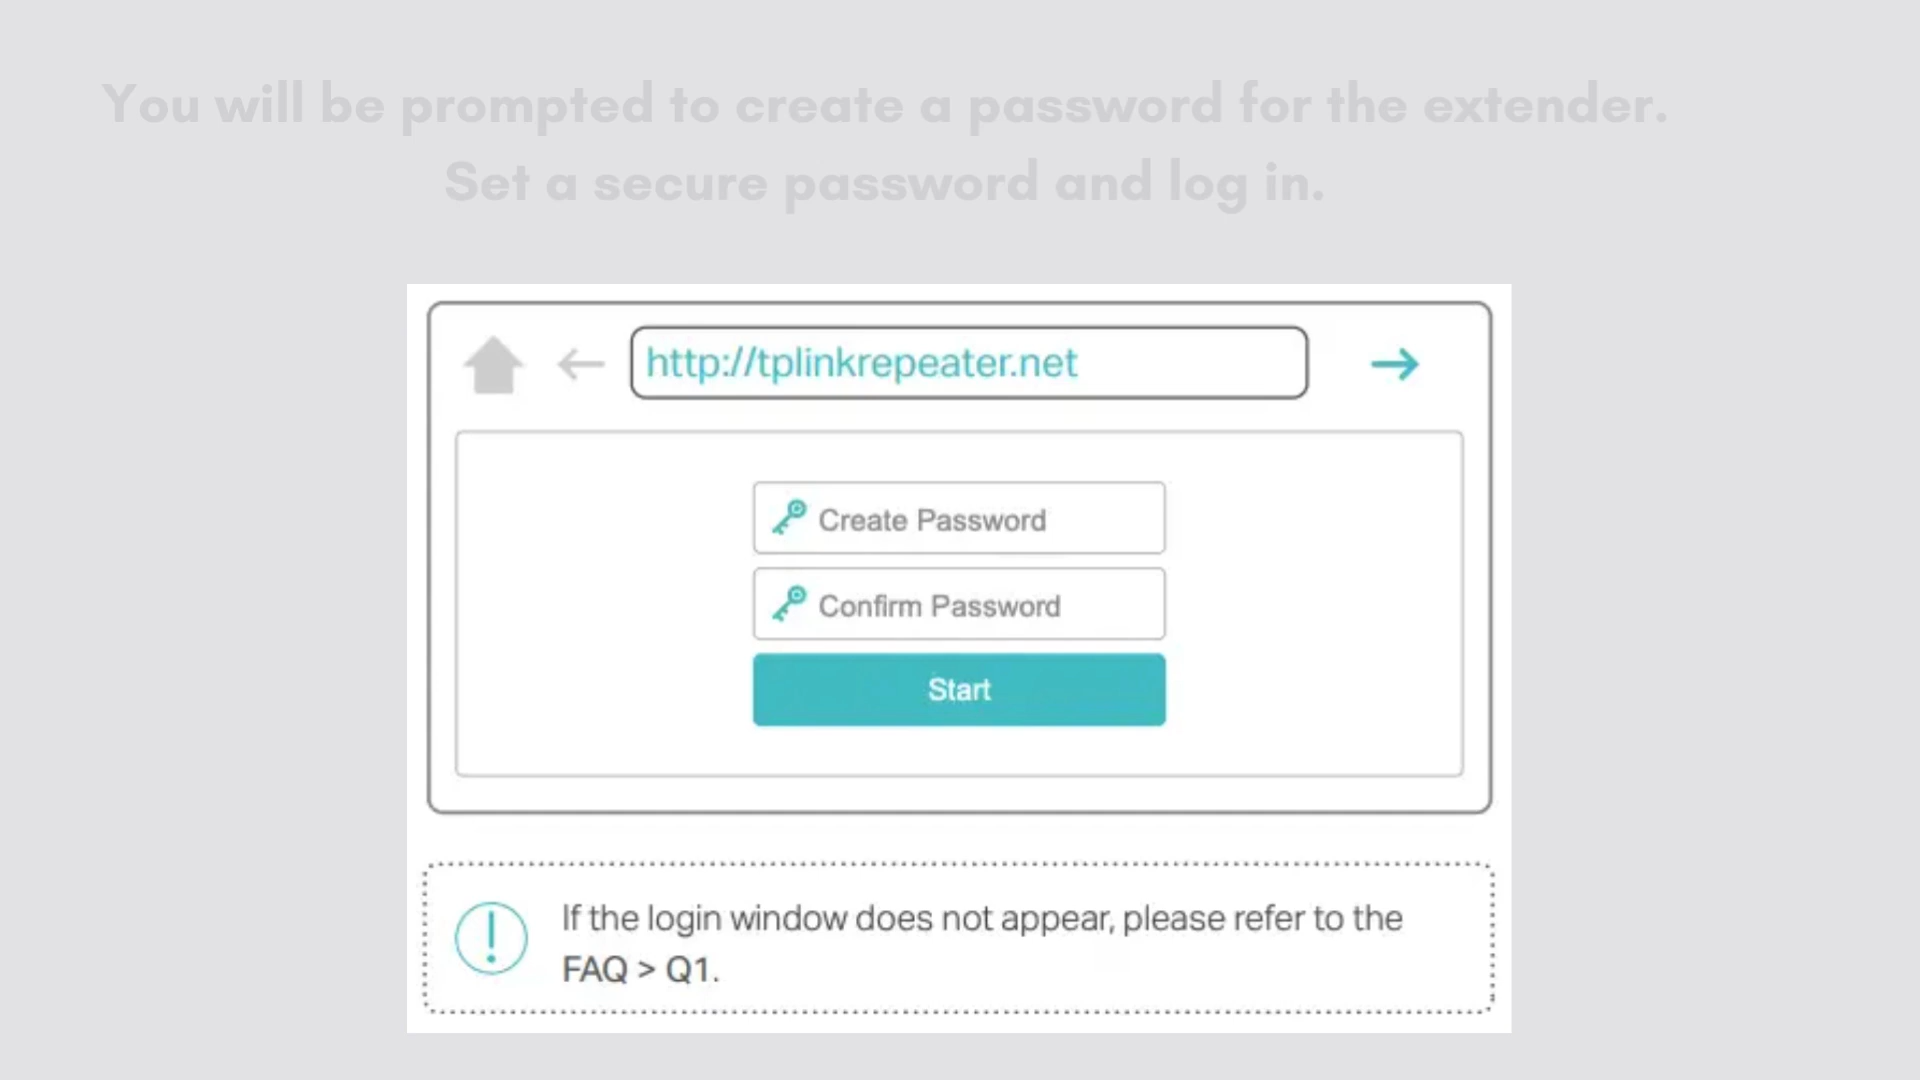 You will be prompted to create a password for the extender.
Set a secure password and log in.
http://tplinkrepeater.net
Create Password
Confirm Password
Start
If the login window does not appear, please refer to the
FAQ > Q1.